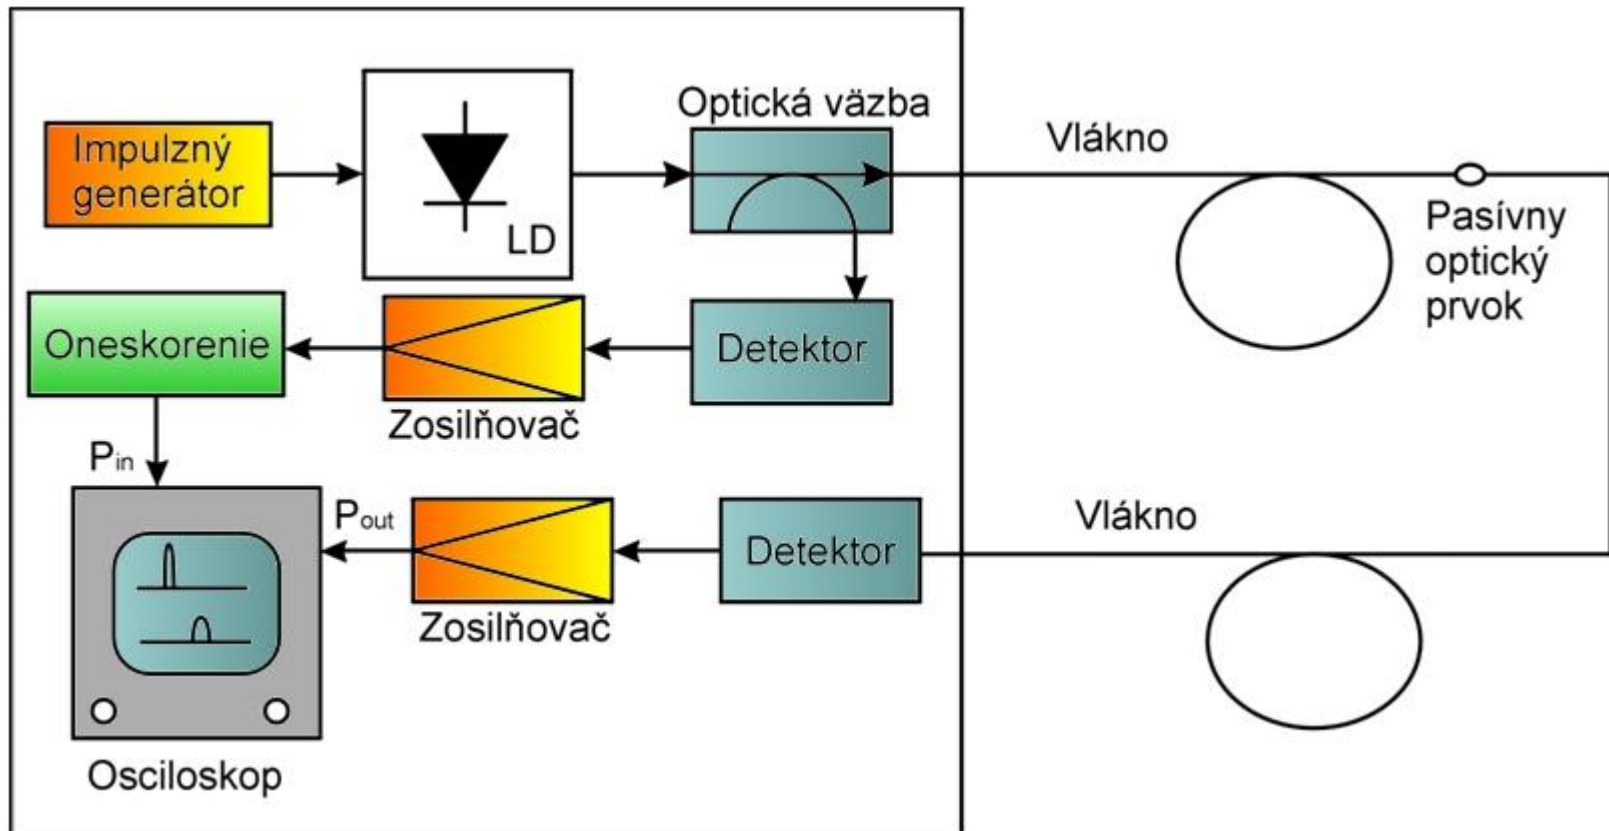 Optická väzba
Vlákno
Impulzný
generátor
LD
Pasívny
optický
prvok
Oneskorenie
Detektor
Zosilňovač
Pin
Pout
Vlákno
Detektor
Zosilňovač
Osciloskop